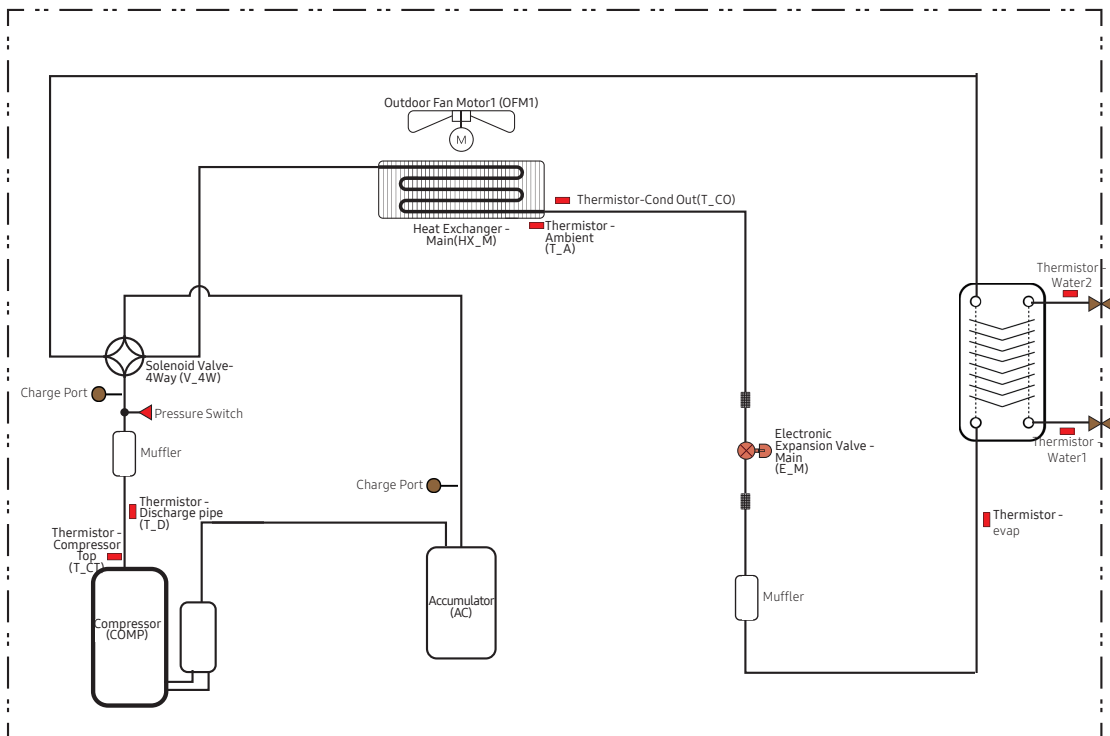 Outdoor Fan Motor1 (OFM1)
M
Thermistor-Cond Out(T_CO)
Heat Exchanger -
Main(HX_M)
Thermistor -
Ambient
(T_A)
Thermistor -
Water2
Solenoid Valve-
4Way (V_4W)
Charge Port
Pressure Switch
Muffler
Electronic
Expansion Valve -
Main
(E_M)
Thermistor -
Water1
Charge Port
Thermistor -
Discharge pipe
(T_D)
Thermistor -
evap
Thermistor -
Compressor
Top
(T_CT)
Muffler
Accumulator
(AC)
Compressor
(COMP)